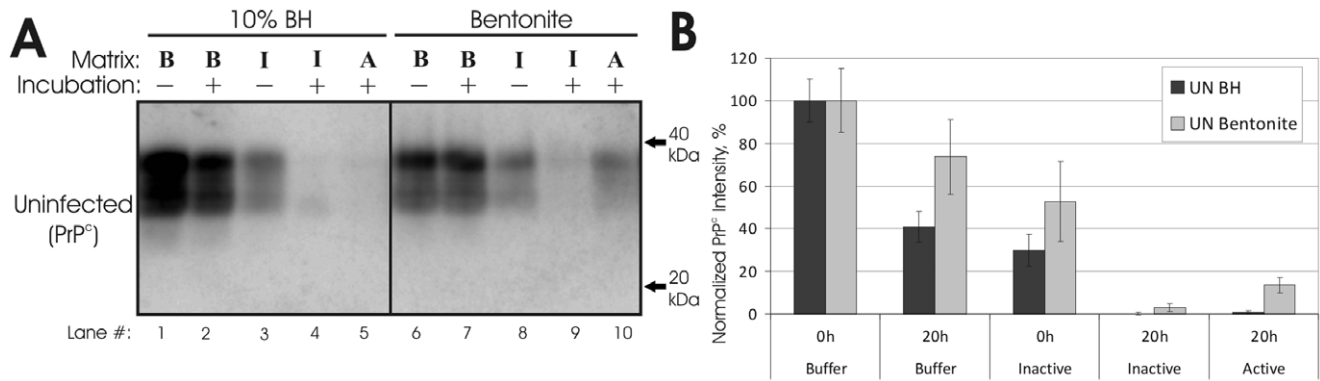 A
10% BH Bentonite
Matrix: B B I I A B B I I A
Incubation: — + — + + — + — + +
40
kDa
Uninfected
(PrPᶜ)
20
kDa
Lane #: 1 2 3 4 5 6 7 8 9 10
B
Normalized PrPᶜ Intensity, %
120
100
80
60
40
20
0
UN BH
UN Bentonite
0h 20h 0h 20h 20h
Buffer Buffer Inactive Inactive Active